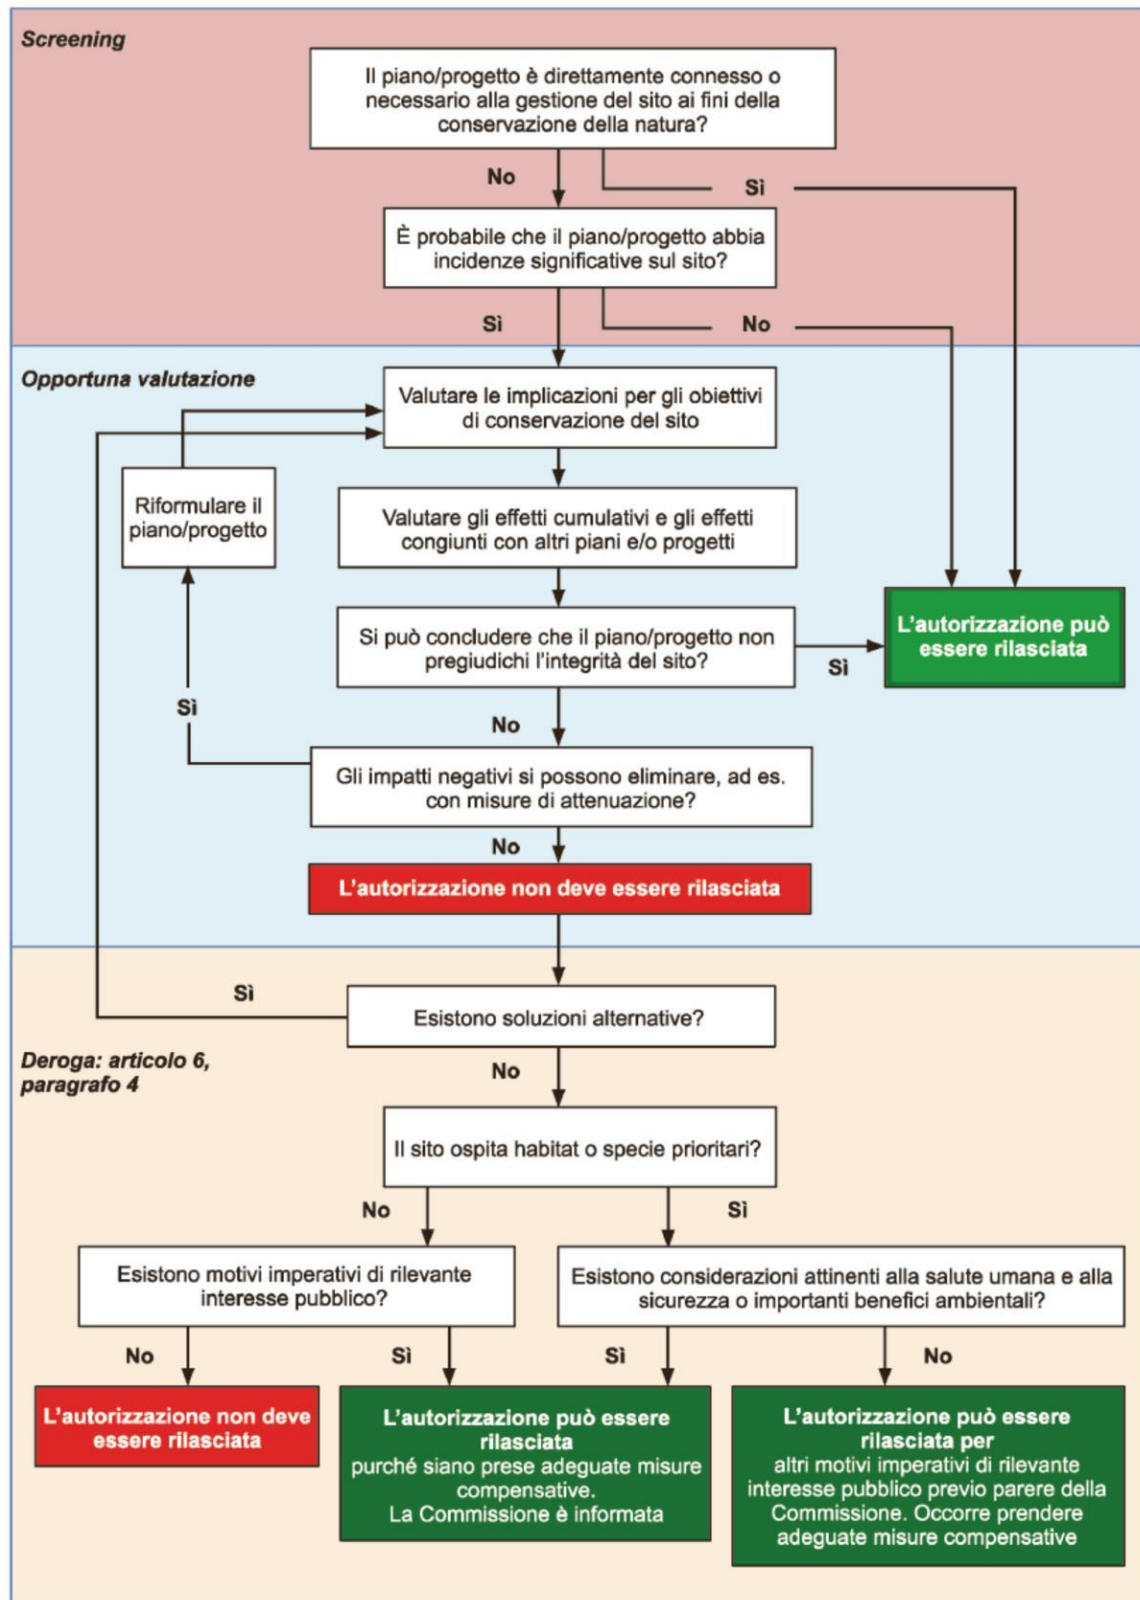 Screening
Il piano/progetto è direttamente connesso o
necessario alla gestione del sito ai fini della
conservazione della natura?
No
Sì
È probabile che il piano/progetto abbia
incidenze significative sul sito?
Sì
No
Opportuna valutazione
Valutare le implicazioni per gli obiettivi
di conservazione del sito
Riformulare il
piano/progetto
Valutare gli effetti cumulativi e gli effetti
congiunti con altri piani e/o progetti
L'autorizzazione può
essere rilasciata
Si può concludere che il piano/progetto non
pregiudichi l'integrità del sito?
Sì
Sì
No
Gli impatti negativi si possono eliminare, ad es.
con misure di attenuazione?
No
L'autorizzazione non deve essere rilasciata
Sì
Esistono soluzioni alternative?
Deroga: articolo 6,
paragrafo 4
No
Il sito ospita habitat o specie prioritari?
No
Sì
Esistono motivi imperativi di rilevante
interesse pubblico?
Esistono considerazioni attinenti alla salute umana e alla
sicurezza o importanti benefici ambientali?
No
Sì
Sì
No
L'autorizzazione non deve
essere rilasciata
L'autorizzazione può essere
rilasciata
purché siano prese adeguate misure
compensative.
La Commissione è informata
L'autorizzazione può essere
rilasciata per
altri motivi imperativi di rilevante
interesse pubblico previo parere della
Commissione. Occorre prendere
adeguate misure compensative